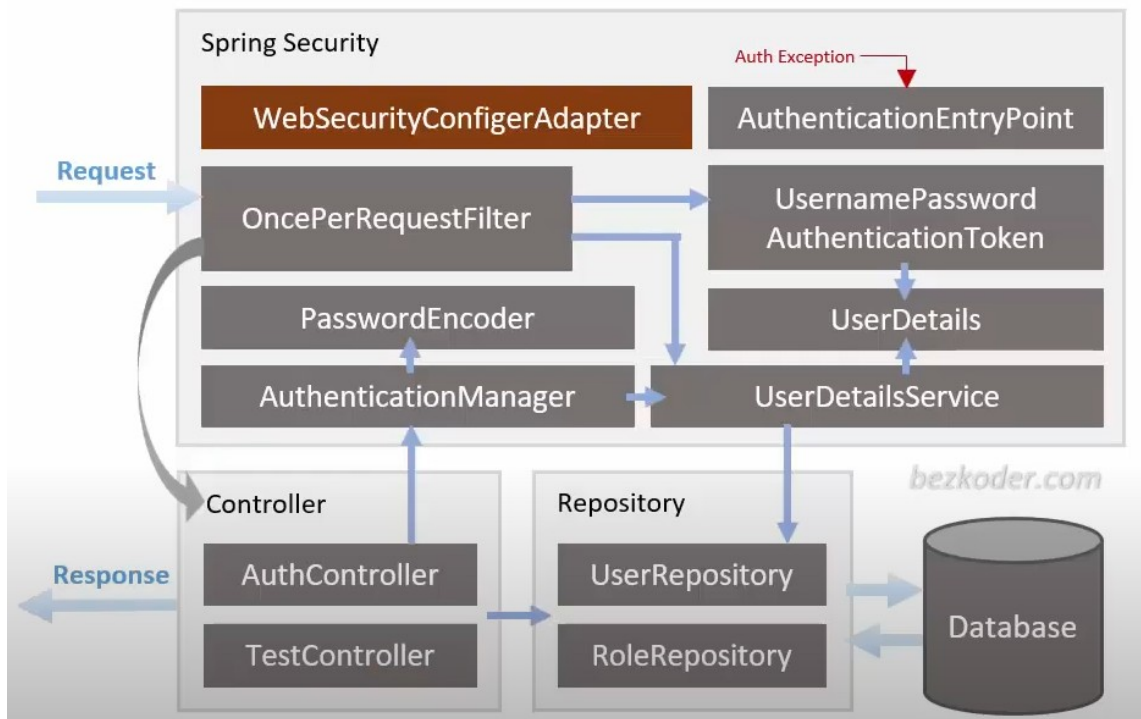 Spring Security
Auth Exception
WebSecurityConfigerAdapter
AuthenticationEntryPoint
Request
OncePerRequestFilter
UsernamePassword
AuthenticationToken
PasswordEncoder
UserDetails
AuthenticationManager
UserDetailsService
bezkoder.com
Controller
Repository
Response
AuthController
UserRepository
Database
TestController
RoleRepository